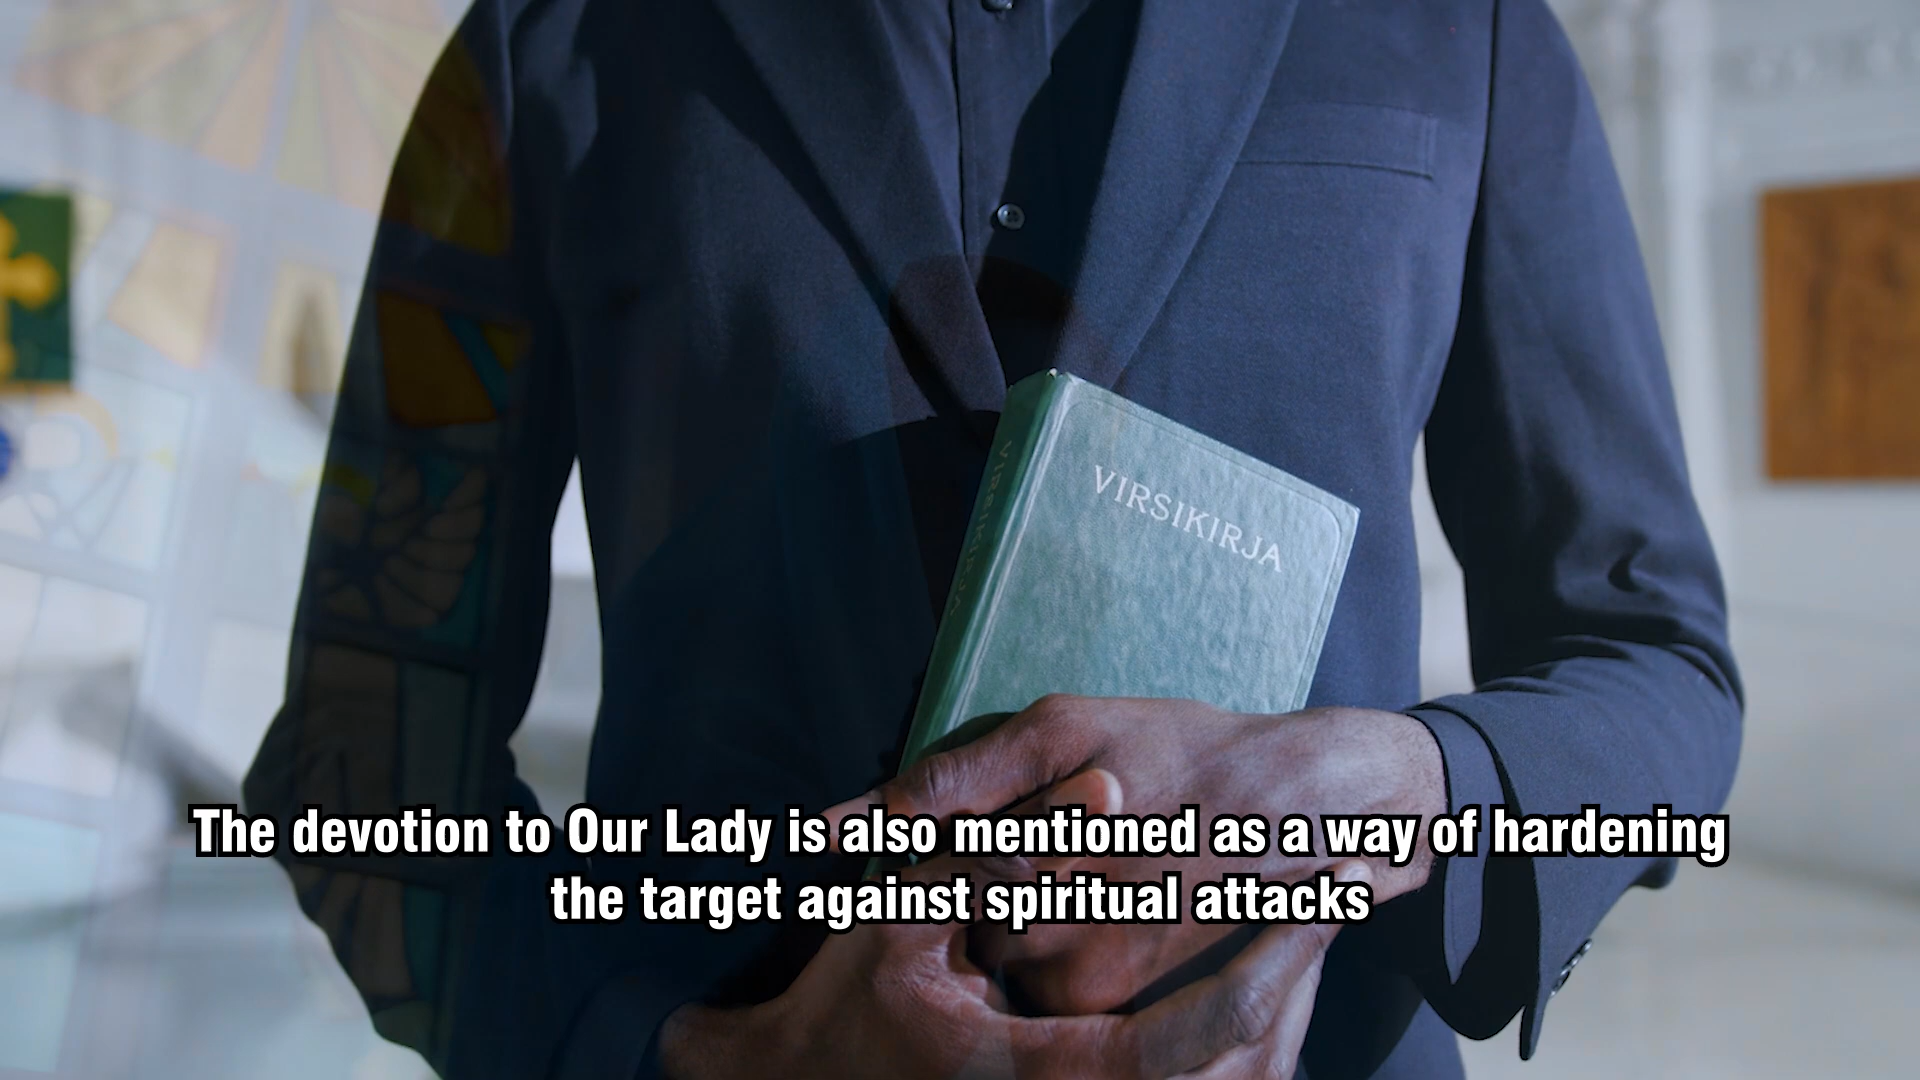 VIRSIKIRJA
VIRSIKIRJA
The devotion to Our Lady is also mentioned as a way of hardening
the target against spiritual attacks